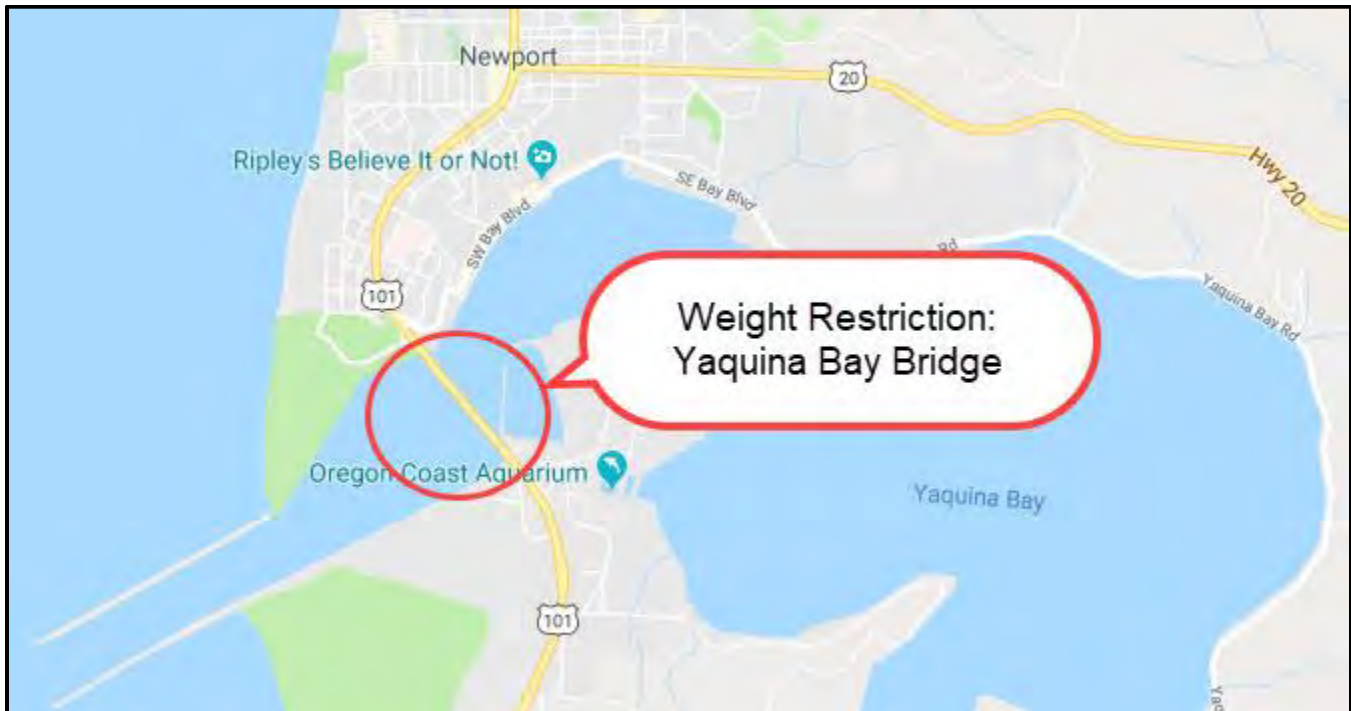 Newport
20
Ripley's Believe It or Not!
SE Bay Blvd
Hwy 20
SW Bay Blvd
Rd
101
Weight Restriction:
Yaquina Bay Bridge
Yaquina Bay Rd
Oregon Coast Aquarium
Yaquina Bay
101